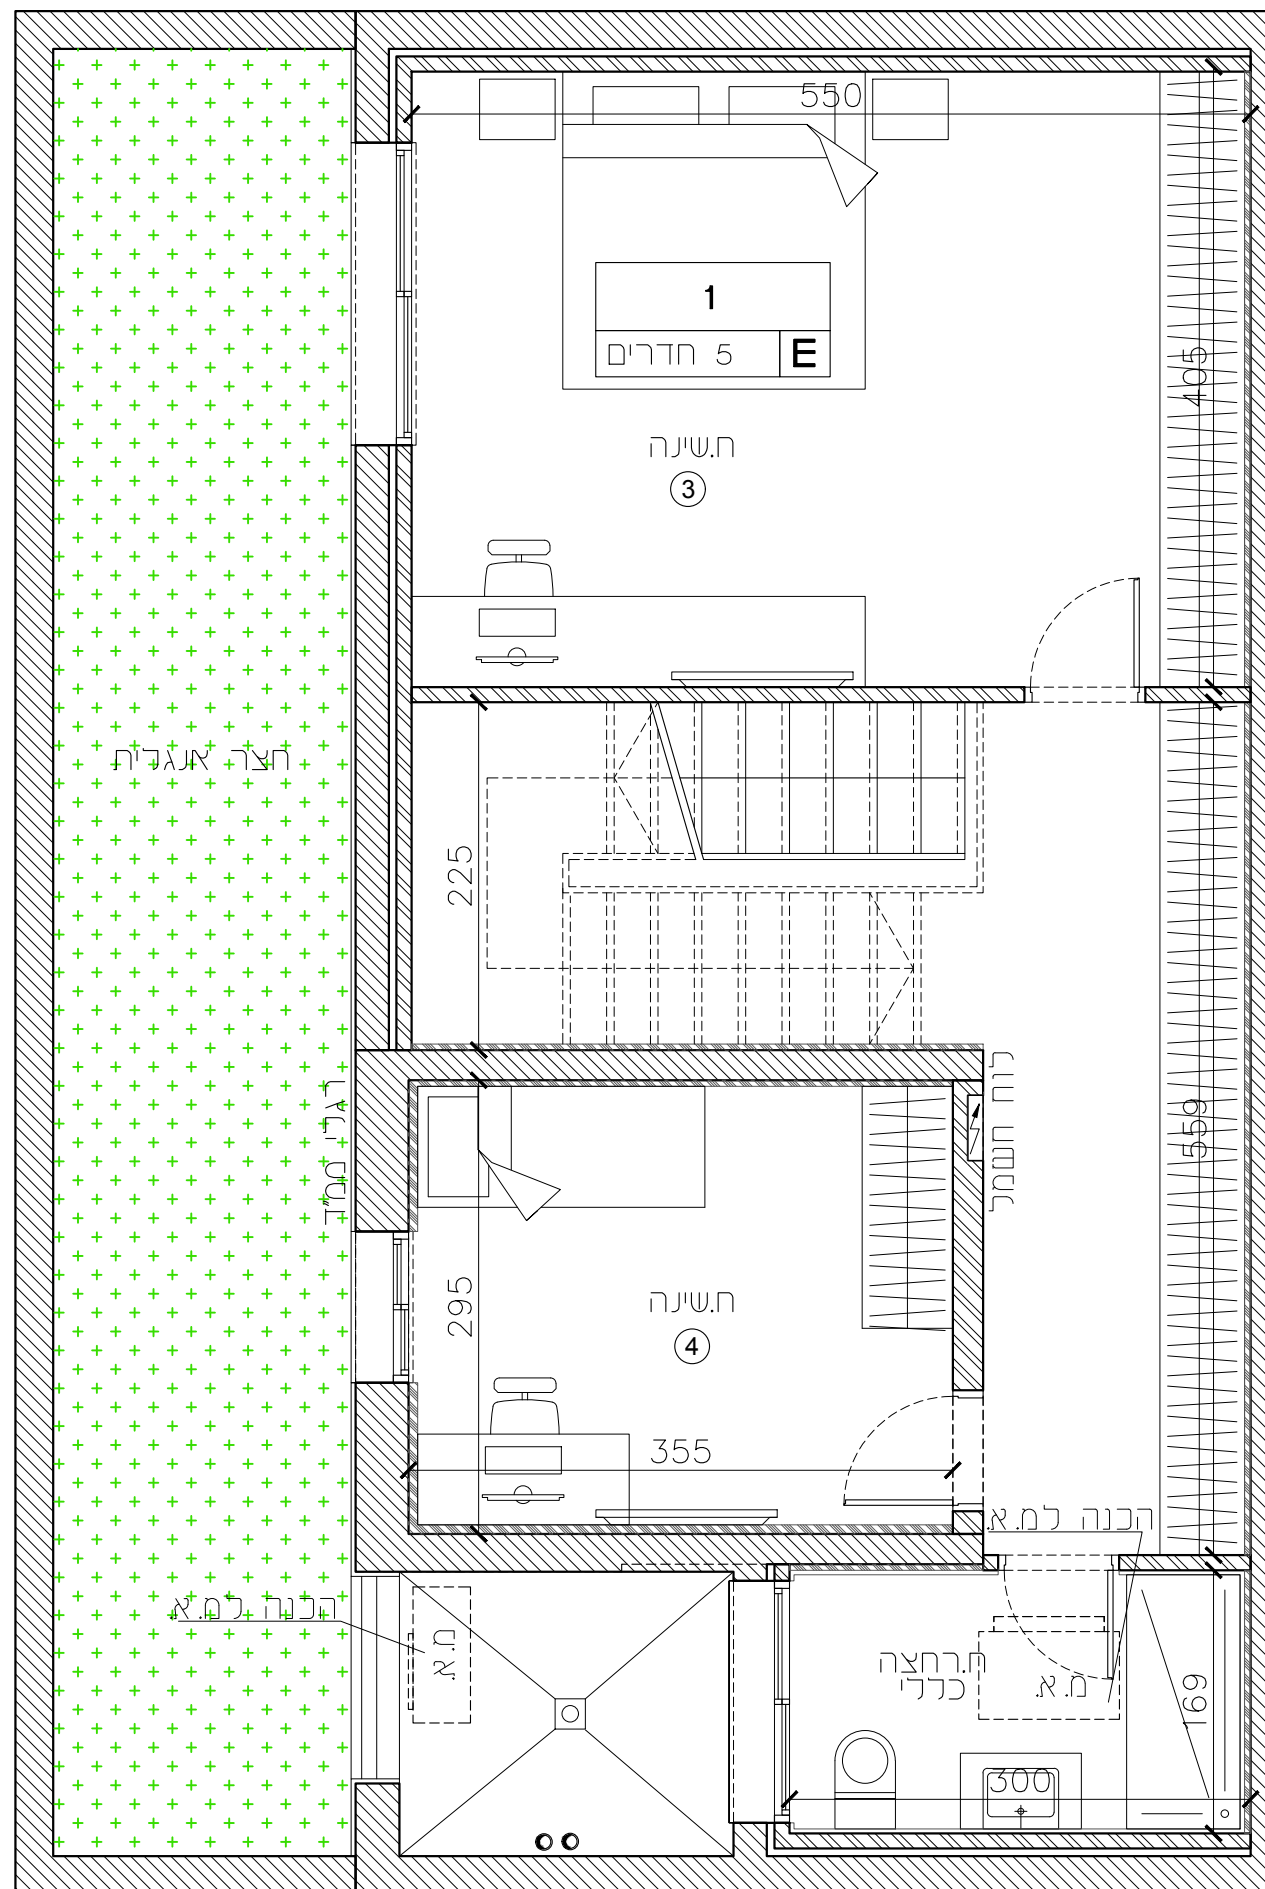 550
1
5 חדרים
E
405
ח.שינה
3
חצר אנגלית
225
לוח חשמל
559
רגלי ממ"ד
295
ח.שינה
4
355
הכנה למ.א.
הכנה למ.א.
מ.א.
ח.רחצה
כללי
מ.א.
169
300